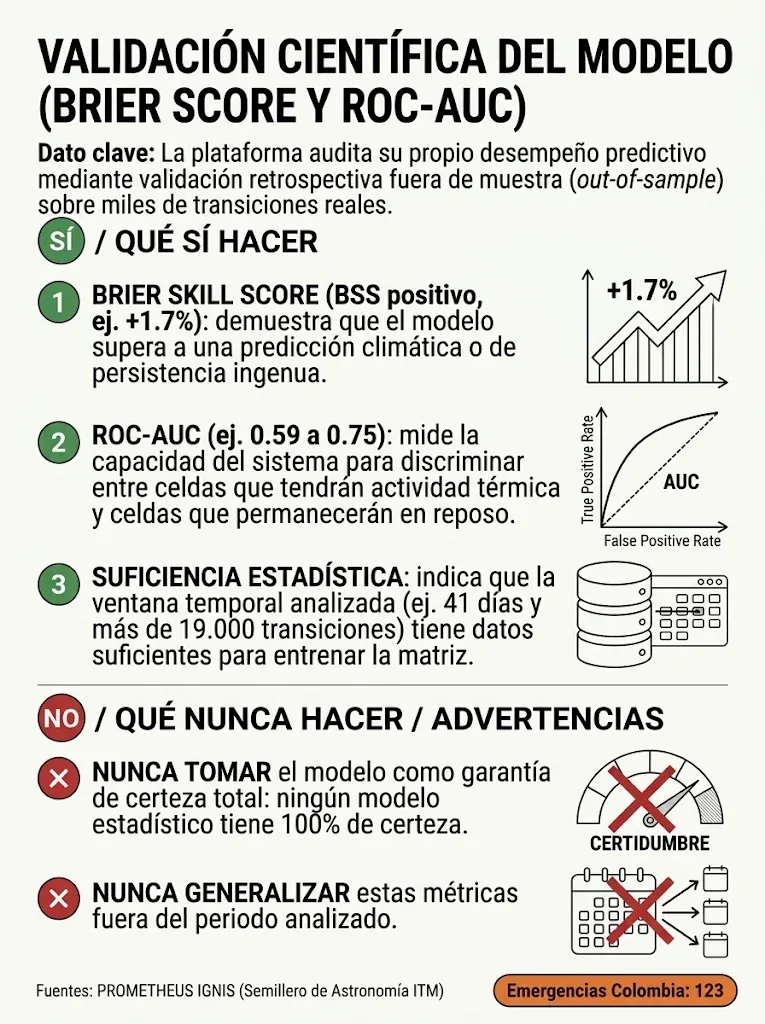 VALIDACIÓN CIENTÍFICA DEL MODELO
(BRIER SCORE Y ROC-AUC)
Dato clave: La plataforma audita su propio desempeño predictivo
mediante validación retrospectiva fuera de muestra (out-of-sample)
sobre miles de transiciones reales.
SÍ / QUÉ SÍ HACER
1
BRIER SKILL SCORE (BSS positivo,
ej. +1.7%): demuestra que el modelo
supera a una predicción climática o de
persistencia ingenua.
+1.7%
2
ROC-AUC (ej. 0.59 a 0.75): mide la
capacidad del sistema para discriminar
entre celdas que tendrán actividad térmica
y celdas que permanecerán en reposo.
True Positive Rate
AUC
False Positive Rate
3
SUFICIENCIA ESTADÍSTICA: indica que la
ventana temporal analizada (ej. 41 días y
más de 19.000 transiciones) tiene datos
suficientes para entrenar la matriz.
NO / QUÉ NUNCA HACER / ADVERTENCIAS
NUNCA TOMAR el modelo como garantía
de certeza total: ningún modelo
estadístico tiene 100% de certeza.
CERTIDUMBRE
NUNCA GENERALIZAR estas métricas
fuera del periodo analizado.
Fuentes: PROMETHEUS IGNIS (Semillero de Astronomía ITM)
Emergencias Colombia: 123